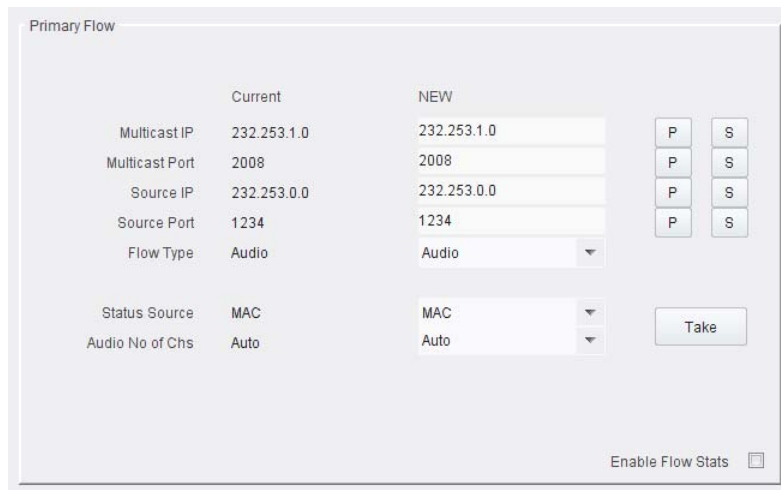 Primary Flow
Current NEW
Multicast IP 232.253.1.0 232.253.1.0 P S
Multicast Port 2008 2008 P S
Source IP 232.253.0.0 232.253.0.0 P S
Source Port 1234 1234 P S
Flow Type Audio Audio
Status Source MAC MAC
Take
Audio No of Chs Auto Auto
Enable Flow Stats